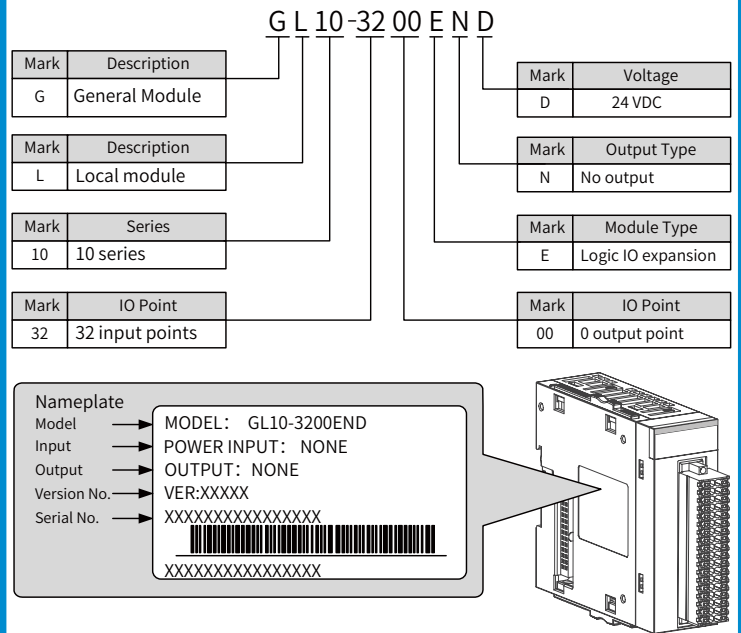 GL10-3200END
Mark Description
G General Module
Mark Description
L Local module
Mark Series
10 10 series
Mark IO Point
32 32 input points
Mark Voltage
D 24 VDC
Mark Output Type
N No output
Mark Module Type
E Logic IO expansion
Mark IO Point
00 0 output point
Nameplate
Model
Input
Output
Version No.
Serial No.
MODEL: GL10-3200END
POWER INPUT: NONE
OUTPUT: NONE
VER:XXXXX
XXXXXXXXXXXXXXXX
XXXXXXXXXXXXXXXX